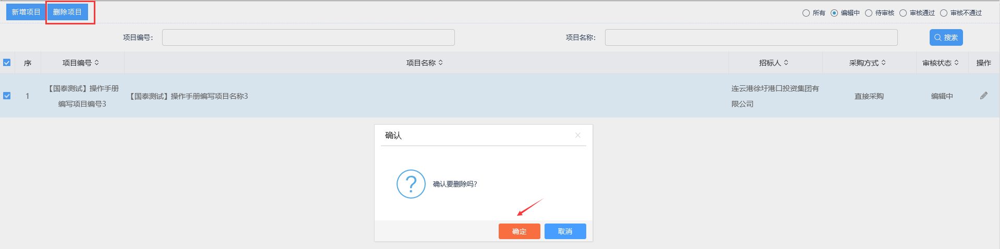 新增项目 删除项目 所有 编辑中 待审核 审核通过 审核不通过
项目编号： 项目名称： 搜索
序 项目编号 项目名称 招标人 采购方式 审核状态 操作
1 【国泰测试】操作手册编写项目编号3 【国泰测试】操作手册编写项目名称3 连云港徐圩港口投资集团有限公司 直接采购 编辑中
确认
确认要删除吗?
确定 取消